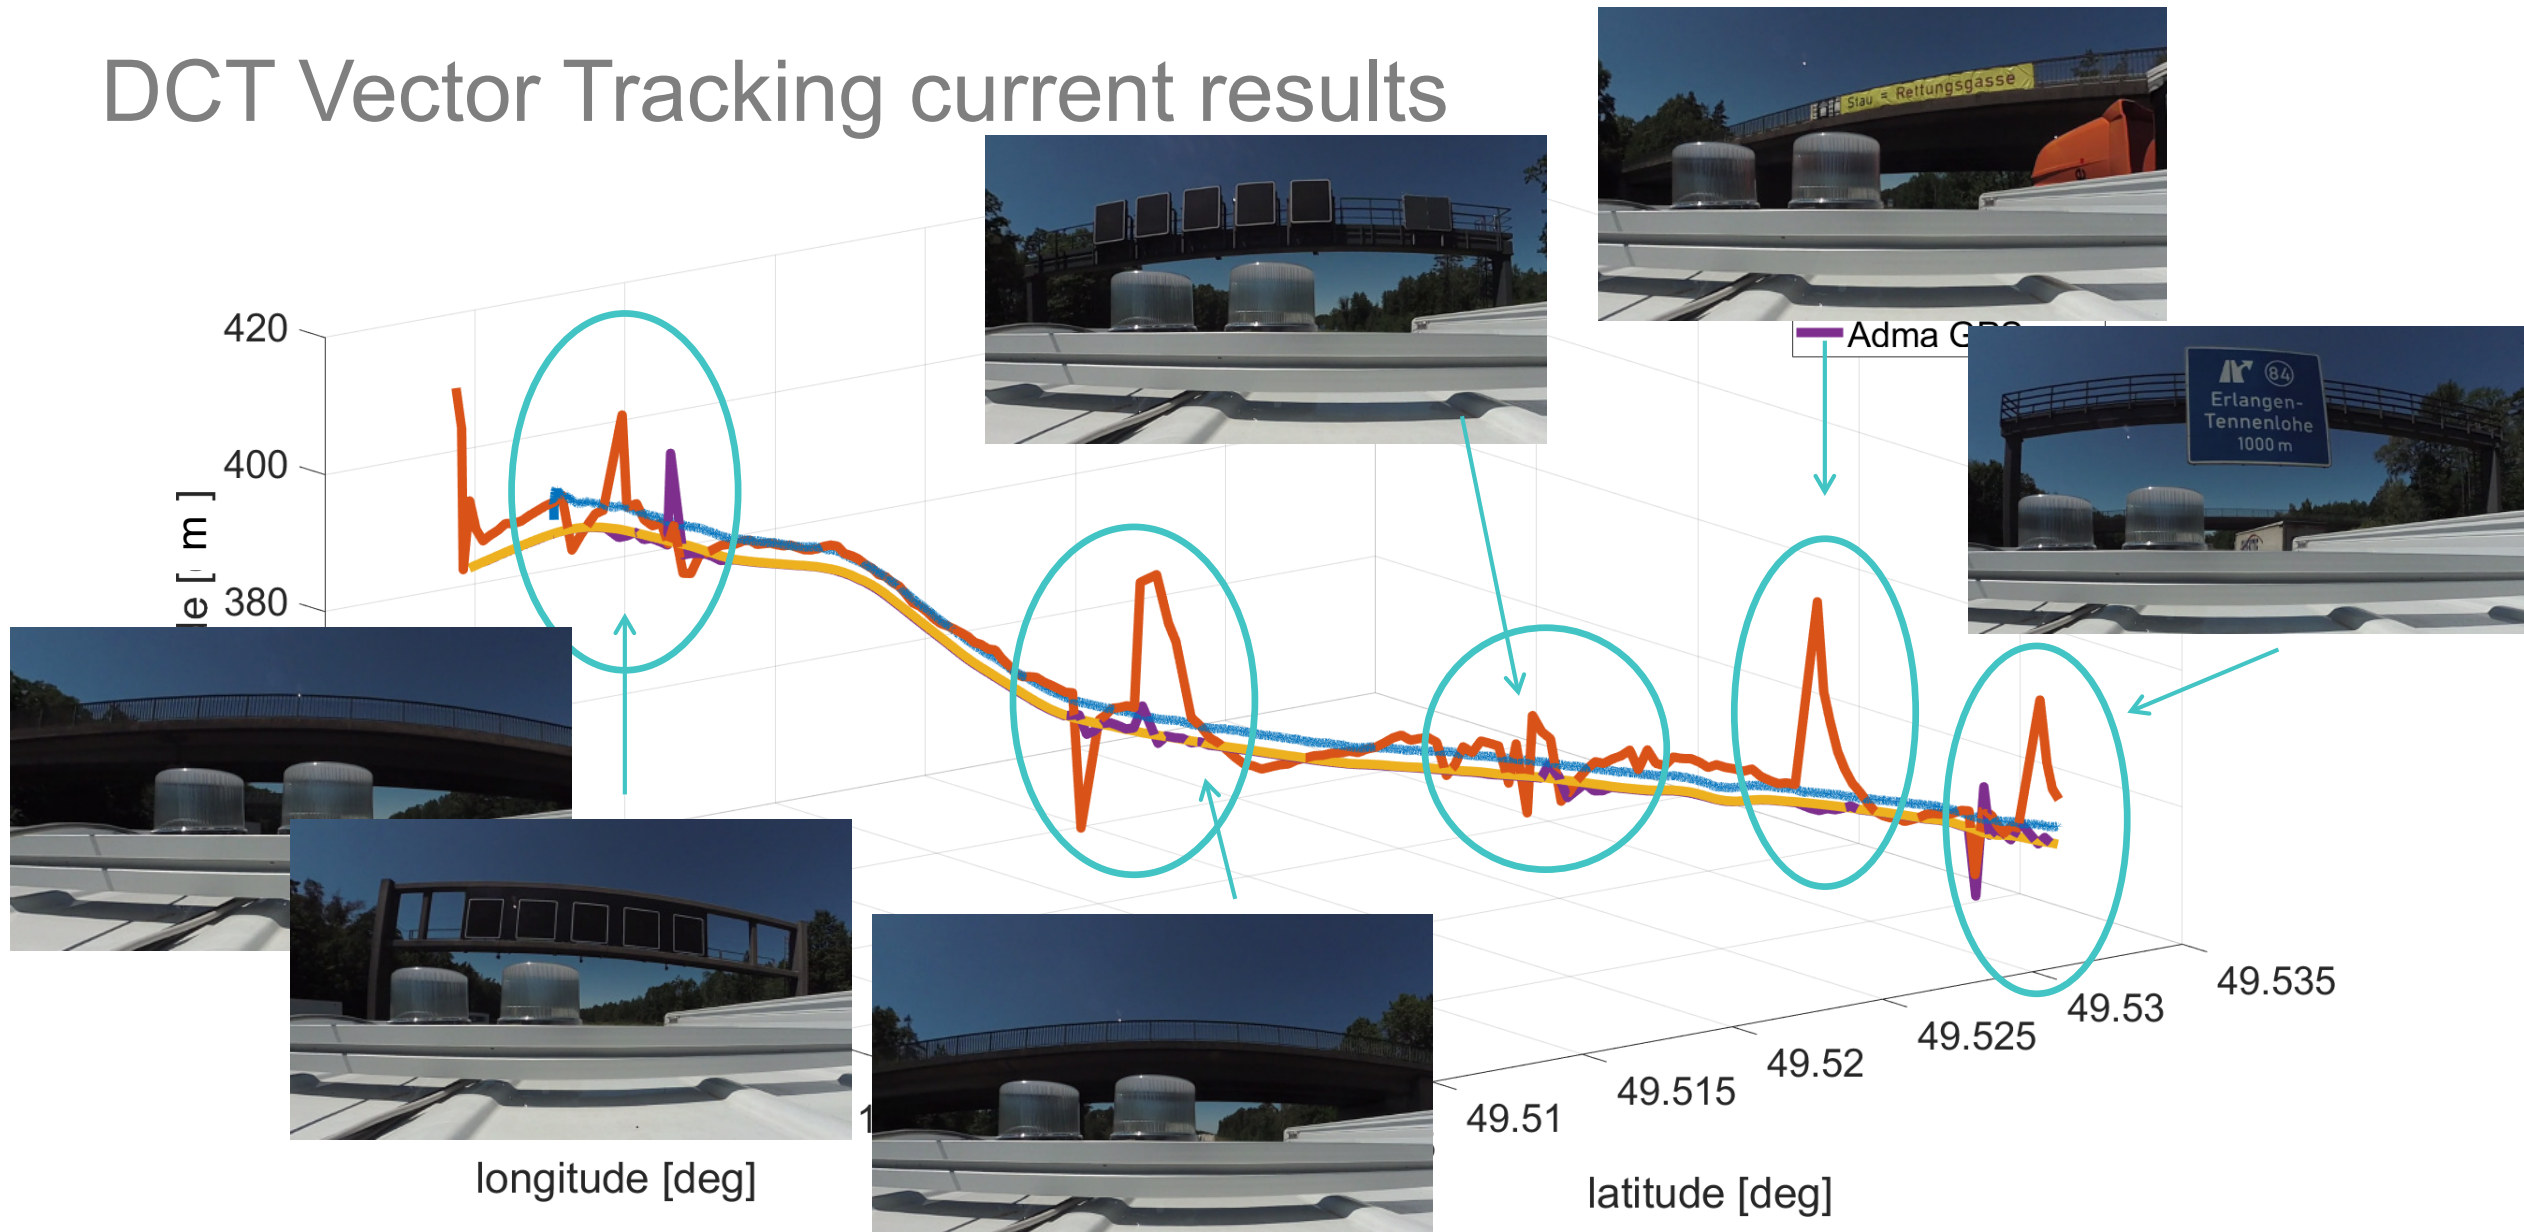 DCT Vector Tracking current results
Stau = Rettungsgasse
Adma
84
Erlangen-
Tennenlohe
1000 m
420
400
380
[ m ]
49.535
49.53
49.525
49.52
49.515
49.51
longitude [deg]
latitude [deg]